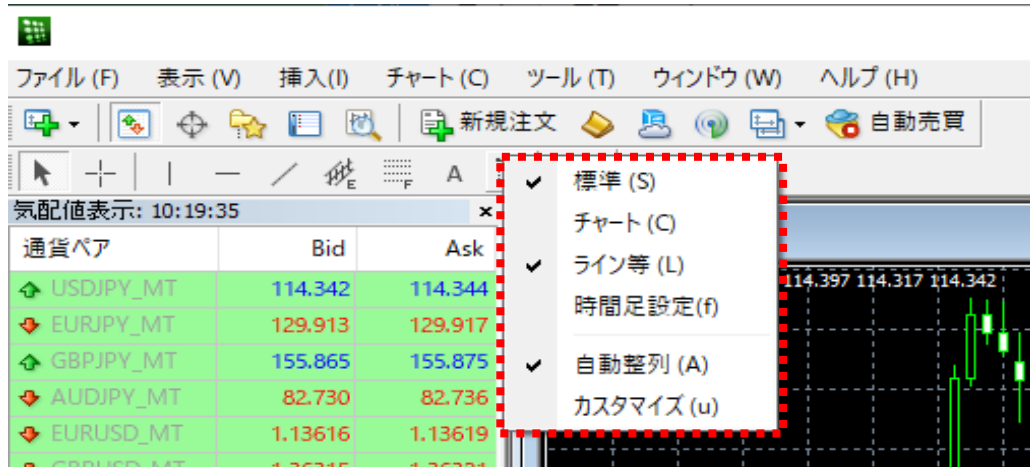 ファイル (F) 表示 (V) 挿入(I) チャート (C) ツール (T) ウィンドウ (W) ヘルプ (H)
新規注文 自動売買
E F A
気配値表示: 10:19:35
通貨ペア Bid Ask
USDJPY_MT 114.342 114.344
EURJPY_MT 129.913 129.917
GBPJPY_MT 155.865 155.875
AUDJPY_MT 82.730 82.736
EURUSD_MT 1.13616 1.13619
標準 (S)
チャート (C)
ライン等 (L)
時間足設定(f)
自動整列 (A)
カスタマイズ (u)
114.397 114.317 114.342